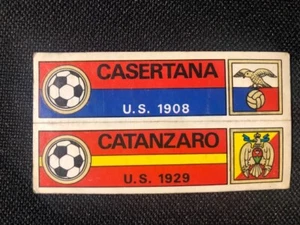 CASERTANA
U.S. 1908
CATANZARO
U.S. 1929